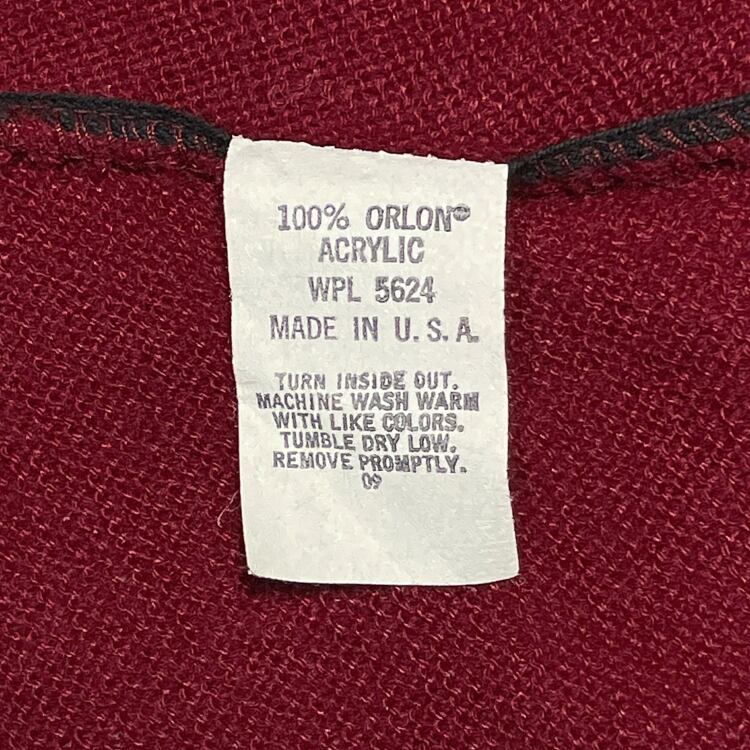 100% ORLON®
ACRYLIC
WPL 5624
MADE IN U.S.A.
TURN INSIDE OUT.
MACHINE WASH WARM
WITH LIKE COLORS.
TUMBLE DRY LOW.
REMOVE PROMPTLY.
09